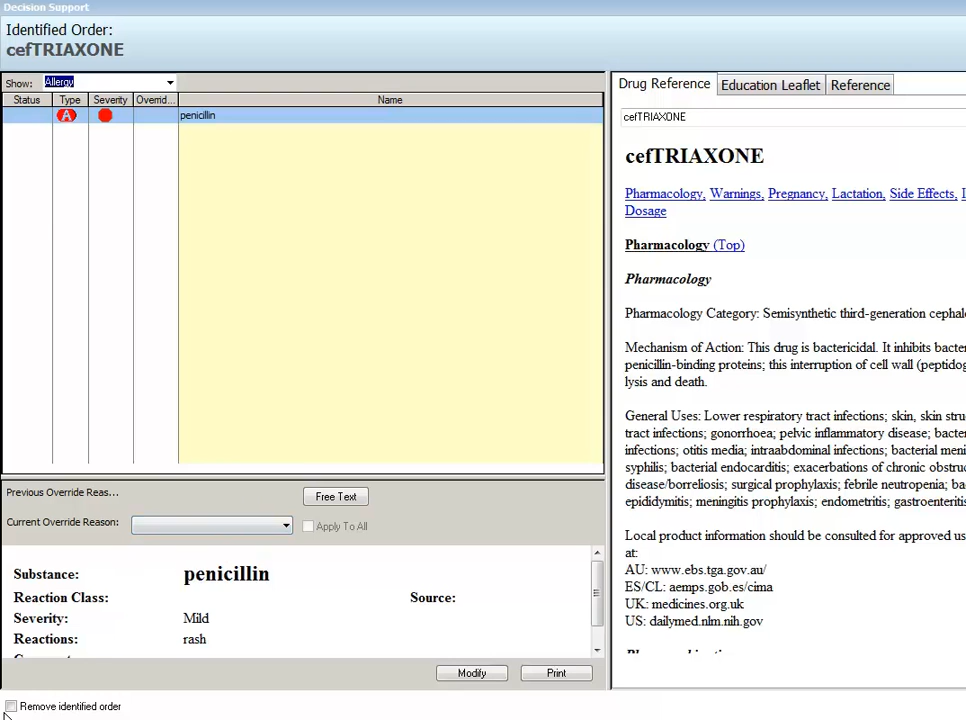 Decision Support
Identified Order:
cefTRIAXONE
Show: Allergy
Status Type Severity Overrid... Name
A penicillin
Previous Override Reas...
Free Text
Current Override Reason:
Apply To All
Substance: penicillin
Reaction Class: Source:
Severity: Mild
Reactions: rash
Modify Print
Remove identified order
Drug Reference Education Leaflet Reference
cefTRIAXONE
cefTRIAXONE
Pharmacology, Warnings, Pregnancy, Lactation, Side Effects,
Dosage
Pharmacology (Top)
Pharmacology
Pharmacology Category: Semisynthetic third-generation cephal
Mechanism of Action: This drug is bactericidal. It inhibits bacter
penicillin-binding proteins; this interruption of cell wall (peptidog
lysis and death.
General Uses: Lower respiratory tract infections; skin, skin stru
tract infections; gonorrhoea; pelvic inflammatory disease; bacter
infections; otitis media; intraabdominal infections; bacterial meni
syphilis; bacterial endocarditis; exacerbations of chronic obstruc
disease/borreliosis; surgical prophylaxis; febrile neutropenia; ba
epididymitis; meningitis prophylaxis; endometritis; gastroenteriti
Local product information should be consulted for approved us
at:
AU: www.ebs.tga.gov.au/
ES/CL: aemps.gob.es/cima
UK: medicines.org.uk
US: dailymed.nlm.nih.gov